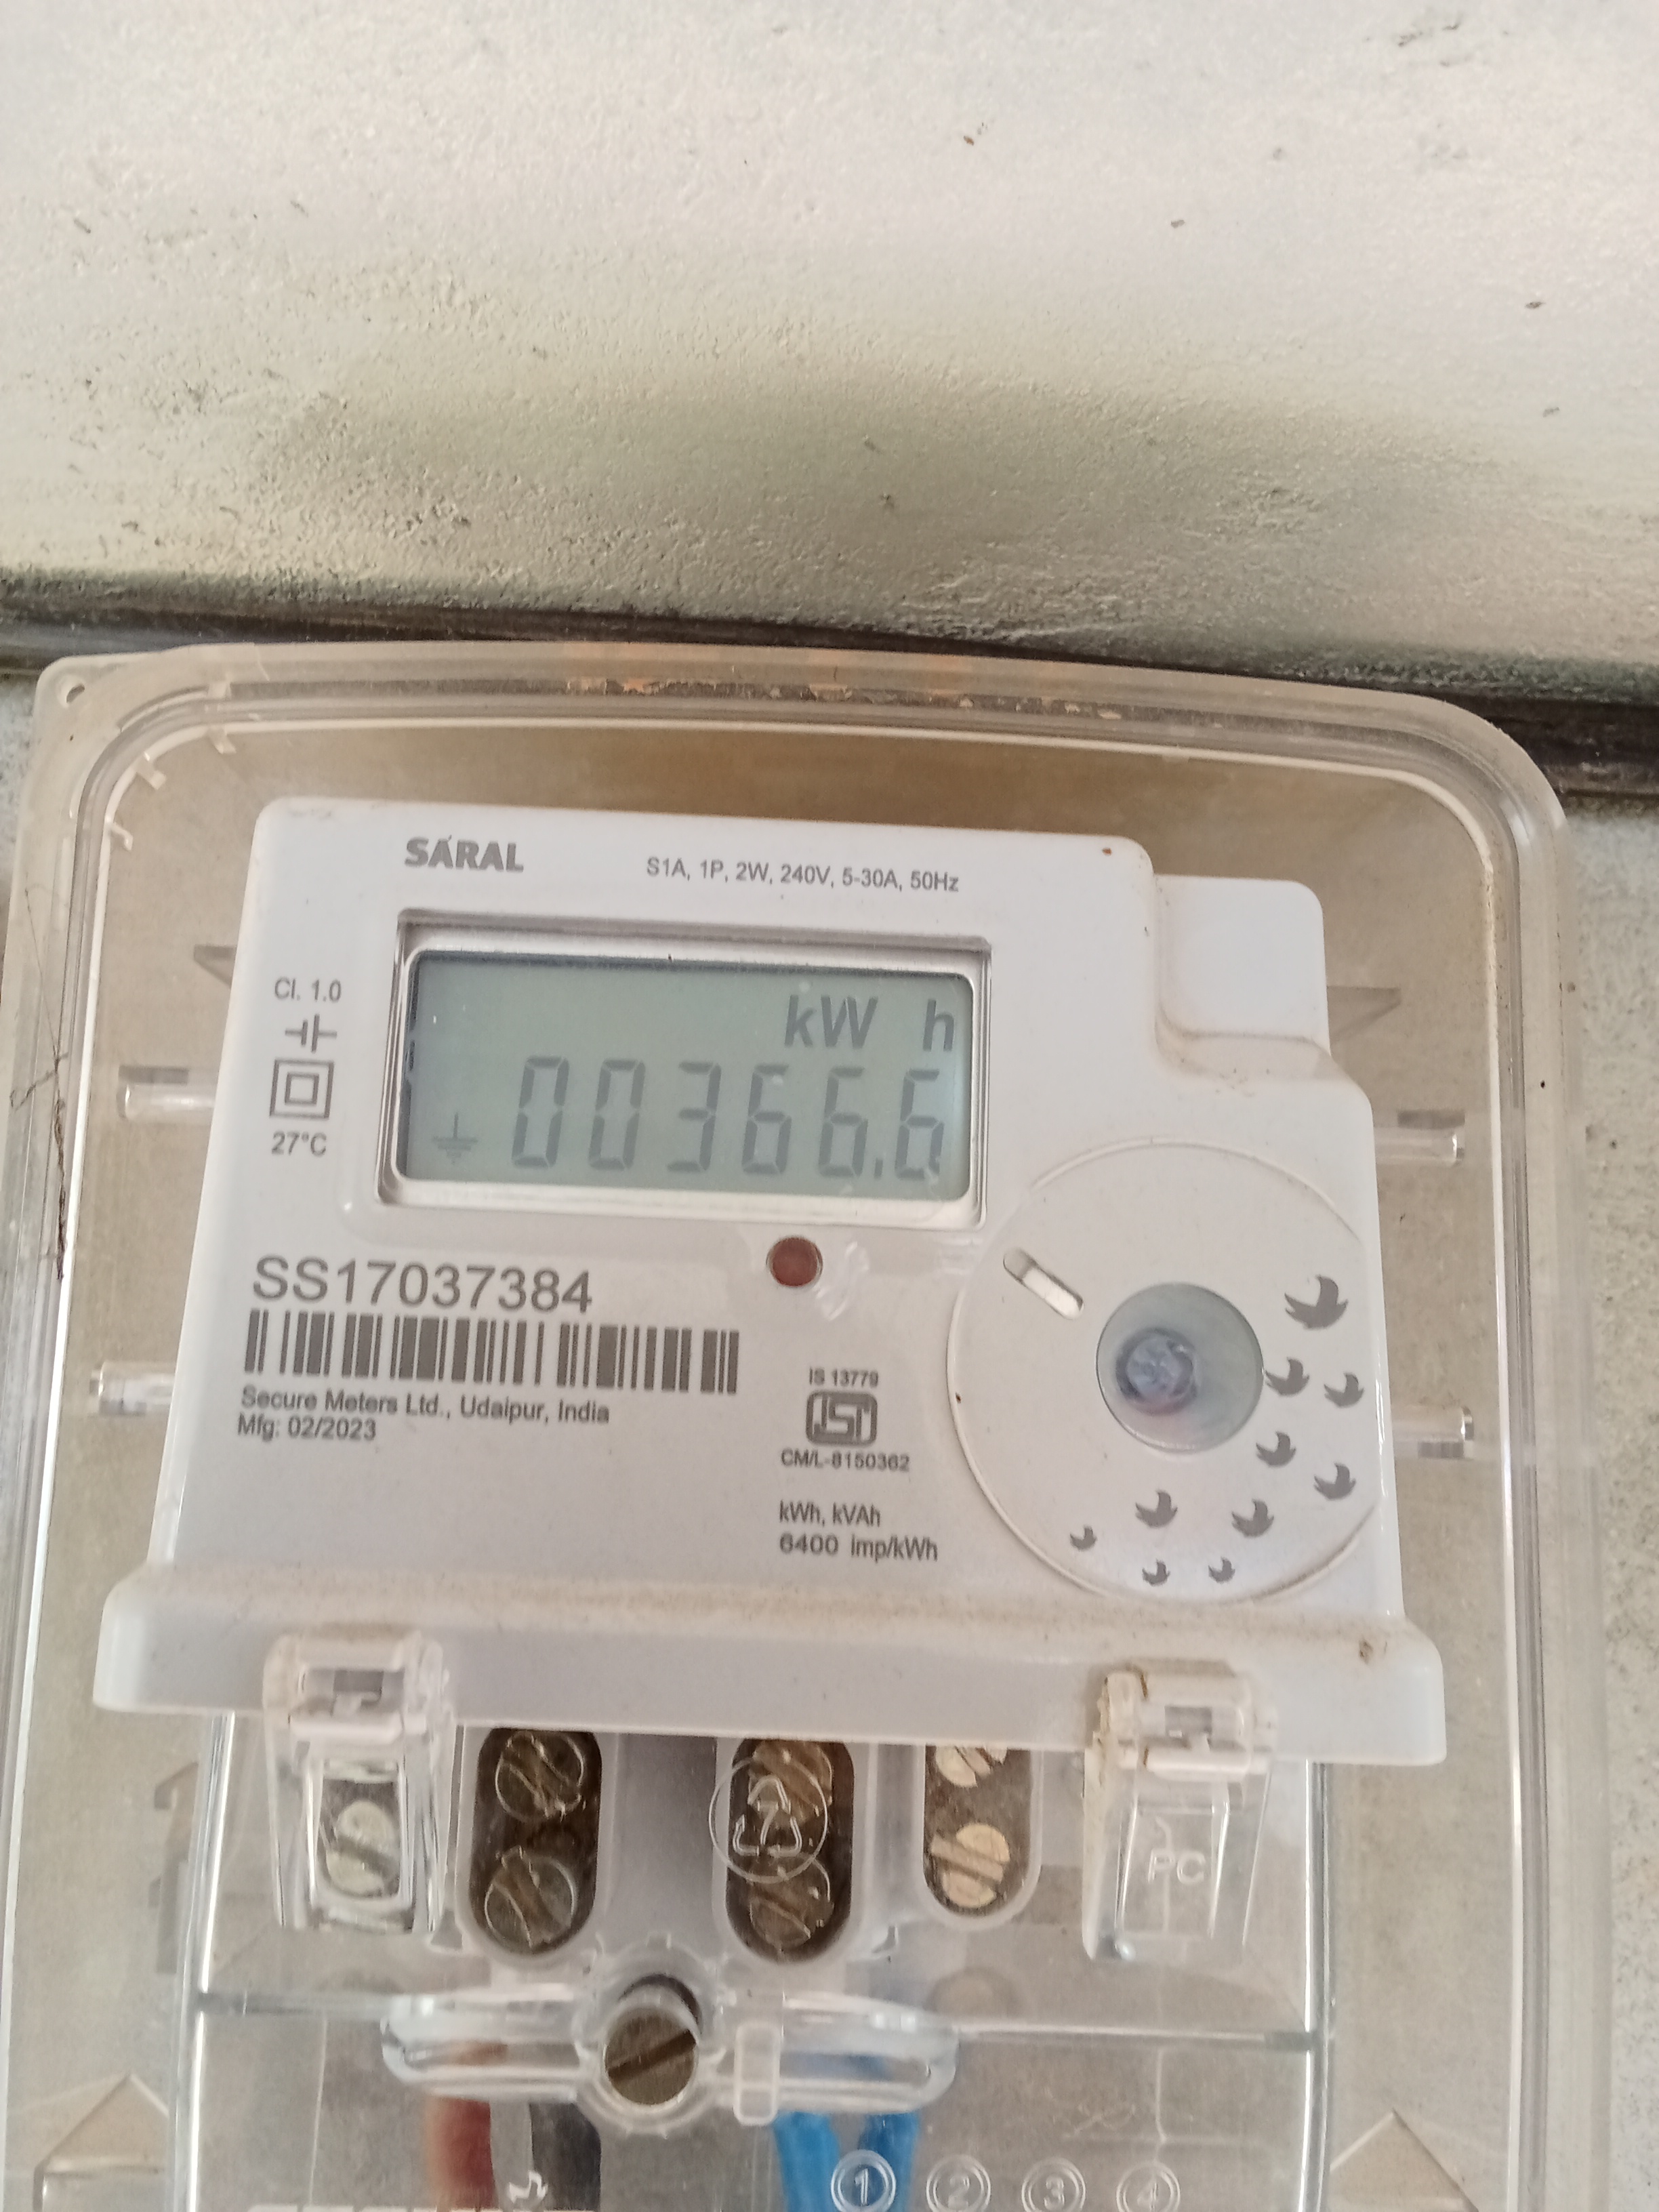 SARAL
S1A, 1P, 2W, 240V, 5-30A, 50Hz
Cl. 1.0
27°C
kW h
00366.6
SS17037384
Secure Meters Ltd., Udaipur, India
Mfg: 02/2023
IS 13779
ISI
CM/L-8150362
kWh, kVAh
6400 imp/kWh
7
PC
1 2 3 4